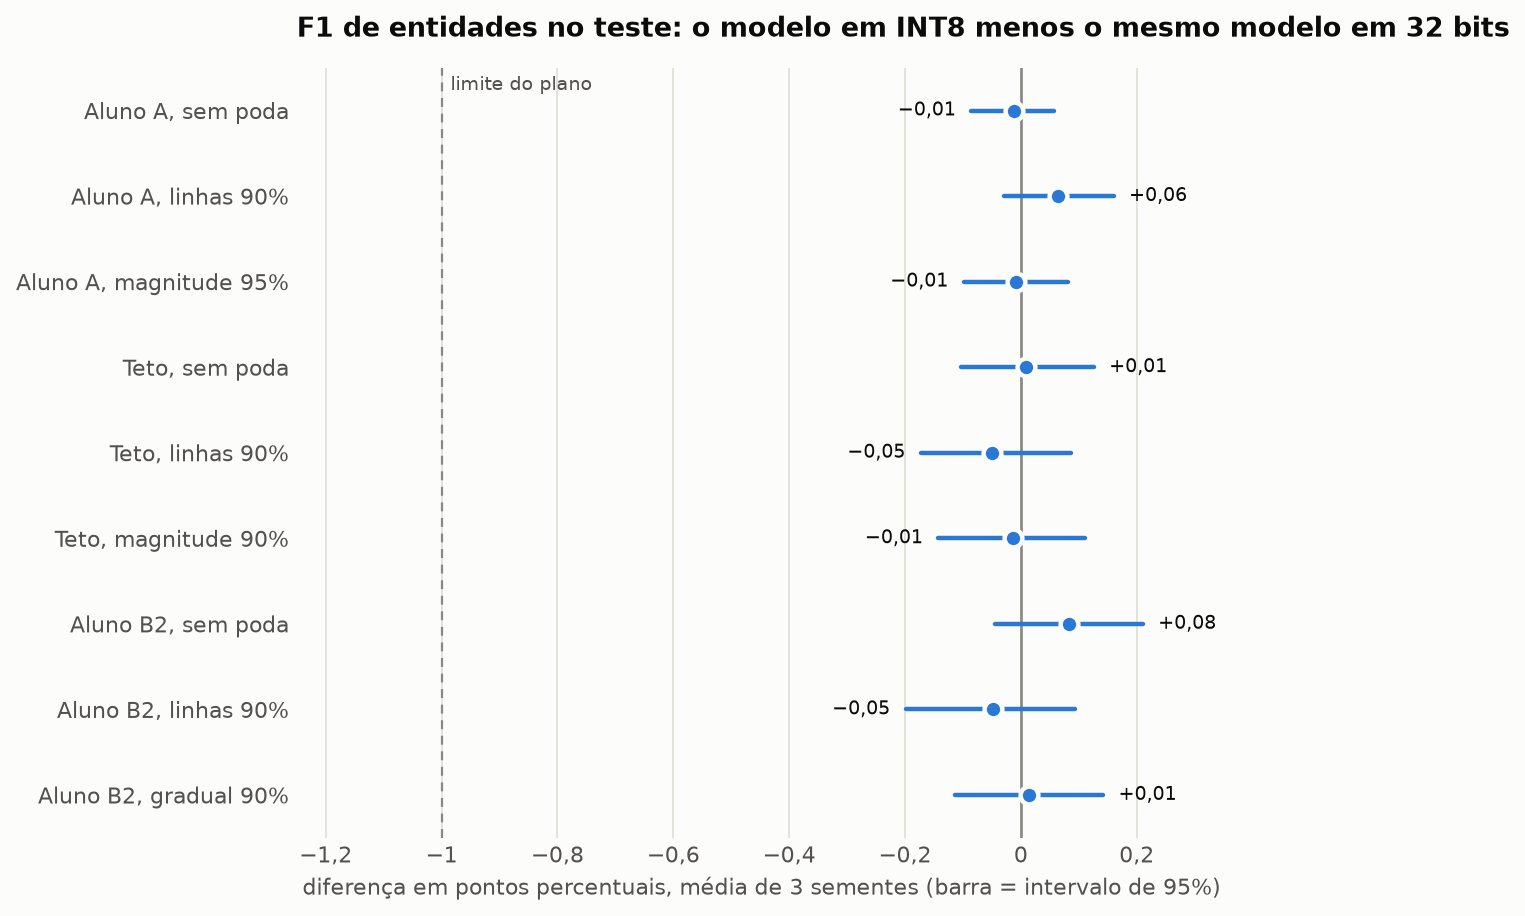 F1 de entidades no teste: o modelo em INT8 menos o mesmo modelo em 32 bits
limite do plano
Aluno A, sem poda
−0,01
Aluno A, linhas 90%
+0,06
Aluno A, magnitude 95%
−0,01
Teto, sem poda
+0,01
Teto, linhas 90%
−0,05
Teto, magnitude 90%
−0,01
Aluno B2, sem poda
+0,08
Aluno B2, linhas 90%
−0,05
Aluno B2, gradual 90%
+0,01
−1,2 −1 −0,8 −0,6 −0,4 −0,2 0 0,2
diferença em pontos percentuais, média de 3 sementes (barra = intervalo de 95%)